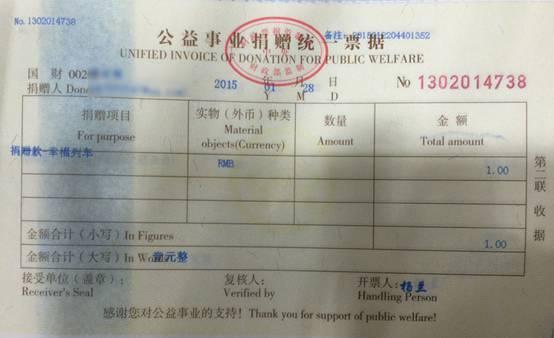 No. 1302014738
公益事业捐赠统一票据
UNIFIED INVOICE OF DONATION FOR PUBLIC WELFARE
国 财 002
捐赠人 Don
2015 年 Y 01 月 M 28 日 D
No 1302014738
捐赠项目 For purpose
实物（外币）种类 Material objects(Currency)
数量 Amount
金额 Total amount
捐赠款-幸福列车 RMB 1.00
金额合计（小写）In Figures 1.00
金额合计（大写）In Words 壹元整
第二联 收据
接受单位（盖章）：
Receiver's Seal
复核人：
Verified by
开票人：
Handling Person
感谢您对公益事业的支持！Thank you for support of public welfare!